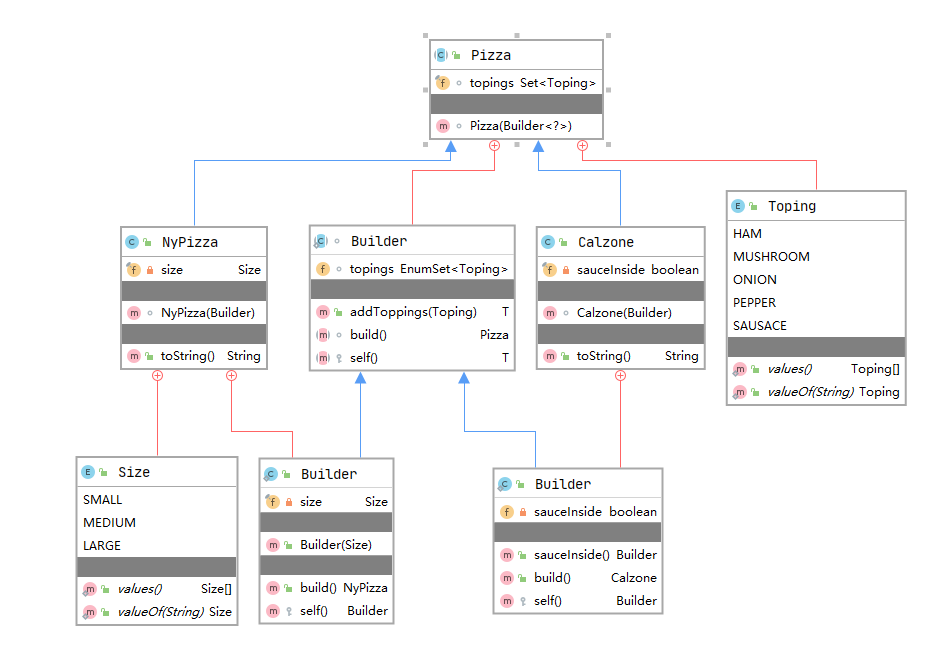 Pizza
topings Set<Toping>
Pizza(Builder<?>)
NyPizza
size Size
NyPizza(Builder)
toString() String
Builder
topings EnumSet<Toping>
addToppings(Toping) T
build() Pizza
self() T
Calzone
sauceInside boolean
Calzone(Builder)
toString() String
Toping
HAM
MUSHROOM
ONION
PEPPER
SAUSACE
values() Toping[]
valueOf(String) Toping
Size
SMALL
MEDIUM
LARGE
values() Size[]
valueOf(String) Size
Builder
size Size
Builder(Size)
build() NyPizza
self() Builder
Builder
sauceInside boolean
sauceInside() Builder
build() Calzone
self() Builder